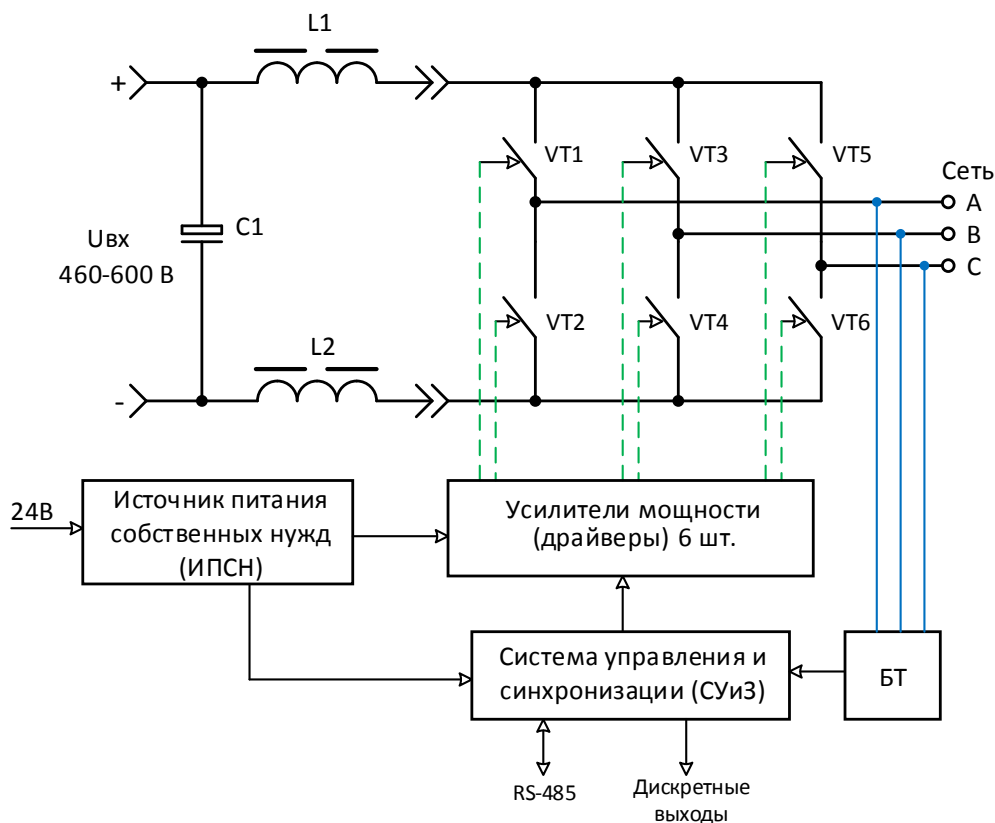 L1
+
VT1
VT3
VT5
Сеть
A
B
C
C1
Uвх
460-600 В
VT2
VT4
VT6
L2
-
24В
Источник питания
собственных нужд
(ИПСН)
Усилители мощности
(драйверы) 6 шт.
Система управления и
синхронизации (СУиЗ)
БТ
RS-485
Дискретные
выходы